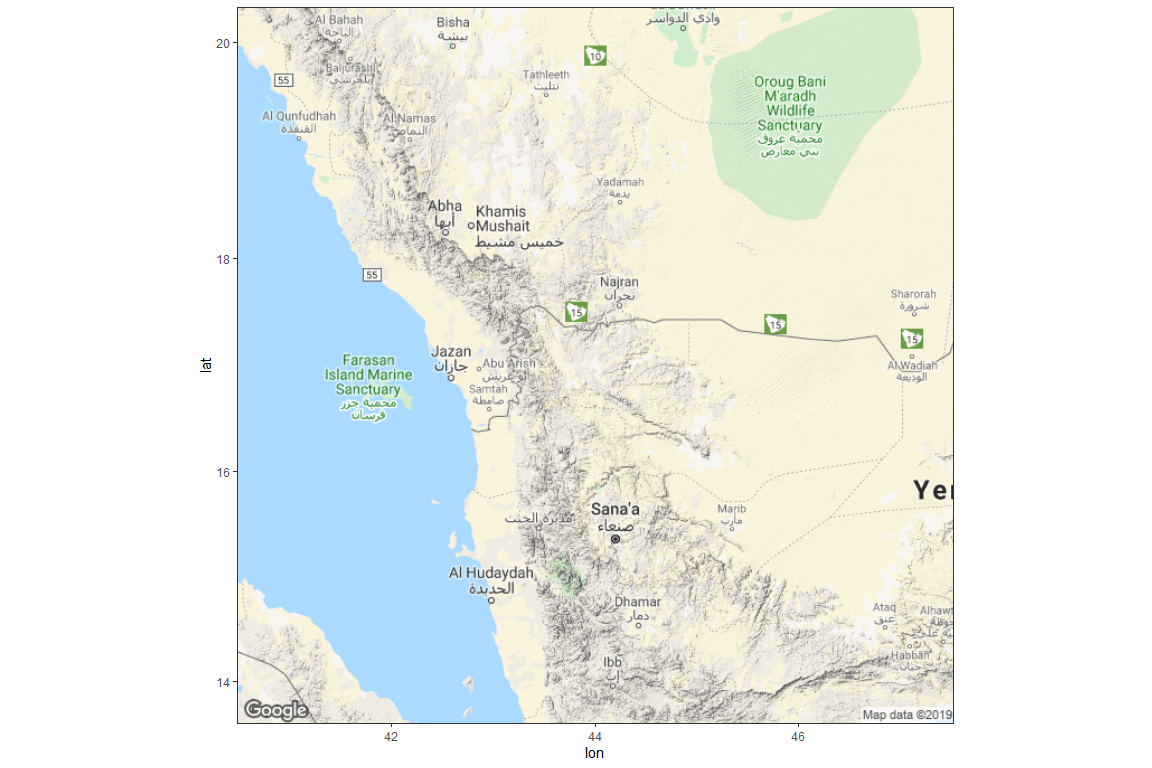 Al Bahah
الباحة
Bisha
بيشة
وادي الدواسر
20
55
10
Baljurashi
بلجرشي
Tathleeth
تثليث
Oroug Bani
M'aradh
Wildlife
Sanctuary
محمية عروق
بني معارض
Al Qunfudhah
القنفذة
Al Namas
النماص
Yadamah
يدمة
Abha
أبها
Khamis
Mushait
خميس مشيط
18
55
Najran
نجران
Sharorah
شرورة
15
15
15
lat
Jazan
جازان
Abu Arish
أبو عريش
Al Wadiah
الوديعة
Farasan
Island Marine
Sanctuary
محمية جزر
فرسان
Samtah
صامطة
16
Yer
Sana'a
صنعاء
مديرة الخبت
Marib
مأرب
Al Hudaydah
الحديدة
Dhamar
ذمار
Ataq
عتق
Alhawt
Habban
حبان
Ibb
إب
14
Google
Map data ©2019
42
44
46
lon